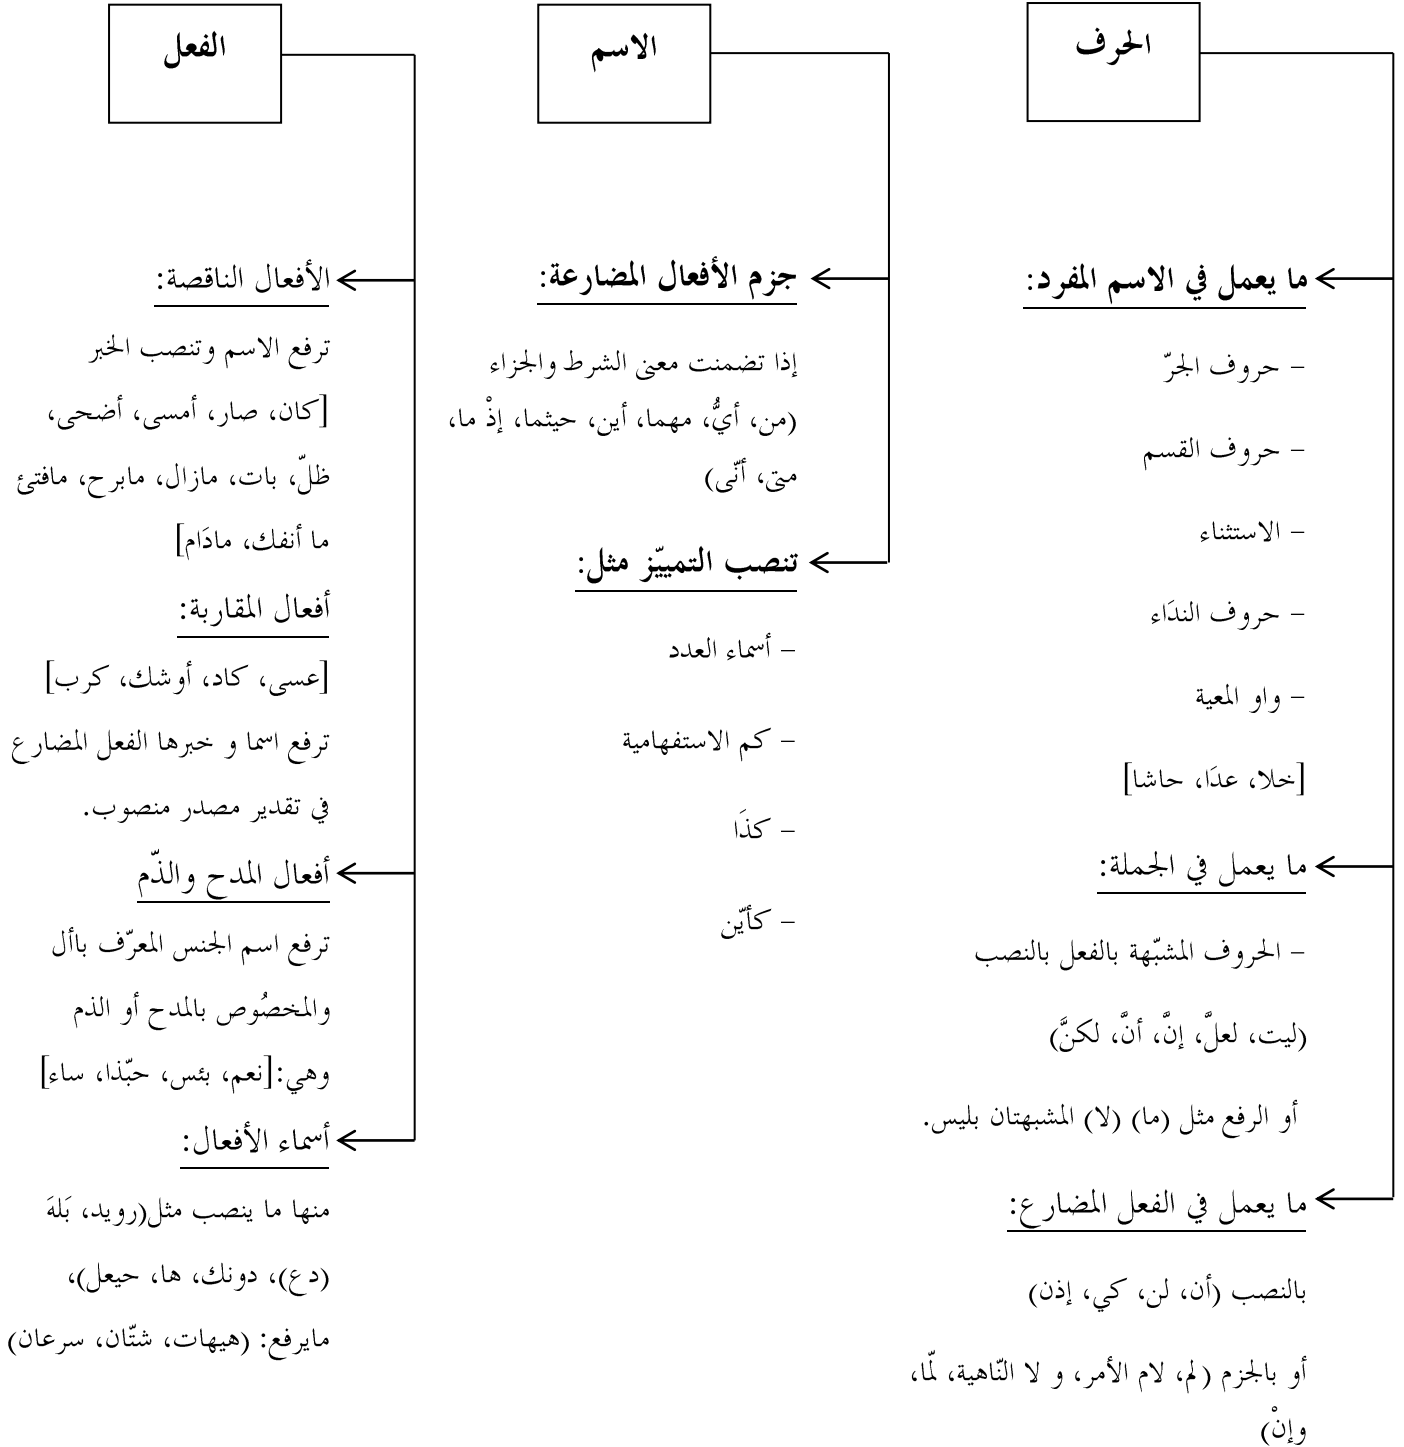 الحرف
ما يعمل في الاسم المفرد:
– حروف الجرّ
– حروف القسم
– الاستثناء
– حروف الندَاء
– واو المعية
[خلا، عدَا، حاشا]
ما يعمل في الجملة:
– الحروف المشبّهة بالفعل بالنصب
(ليت، لعلَّ، إنَّ، أنَّ، لكنَّ)
أو الرفع مثل (ما) (لا) المشبهتان بليس.
ما يعمل في الفعل المضارع:
بالنصب (أن، لن، كي، إذن)
أو بالجزم (لم، لام الأمر، و لا النّاهية، لمّا،
وإنْ)
الاسم
جزم الأفعال المضارعة:
إذا تضمنت معنى الشرط والجزاء
(من، أيُّ، مهما، أين، حيثما، إذْ ما،
متى، أنّى)
تنصب التمييّز مثل:
– أسماء العدد
– كم الاستفهامية
– كذَا
– كأيّن
الفعل
الأفعال الناقصة:
ترفع الاسم وتنصب الخبر
[كان، صار، أمسى، أضحى،
ظلّ، بات، مازال، مابرح، مافتئ
ما أنفك، مادَام]
أفعال المقاربة:
[عسى، كاد، أوشك، كرب]
ترفع اسما و خبرها الفعل المضارع
في تقدير مصدر منصوب.
أفعال المدح والذّم
ترفع اسم الجنس المعرّف باأل
والمخصُوص بالمدح أو الذم
وهي:[نعم، بئس، حبّذا، ساء]
أسماء الأفعال:
منها ما ينصب مثل(رويد، بَلهَ
(دع)، دونك، ها، حيعل)،
مايرفع: (هيهات، شتّان، سرعان)